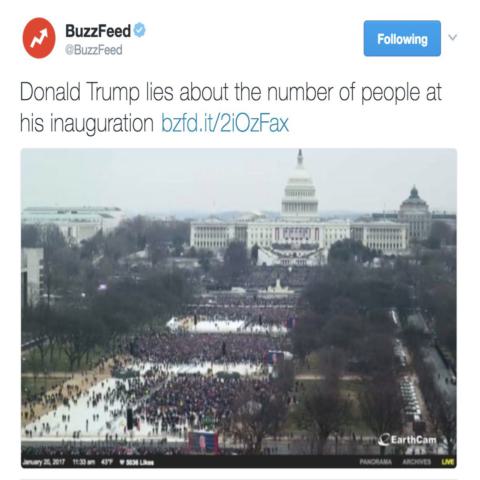 BuzzFeed
@BuzzFeed
Following
Donald Trump lies about the number of people at
his inauguration bzfd.it/2iOzFax
EarthCam
January 20, 2017 11:33 am 43°F ♥ 5036 Likes
PANORAMA ARCHIVES LIVE